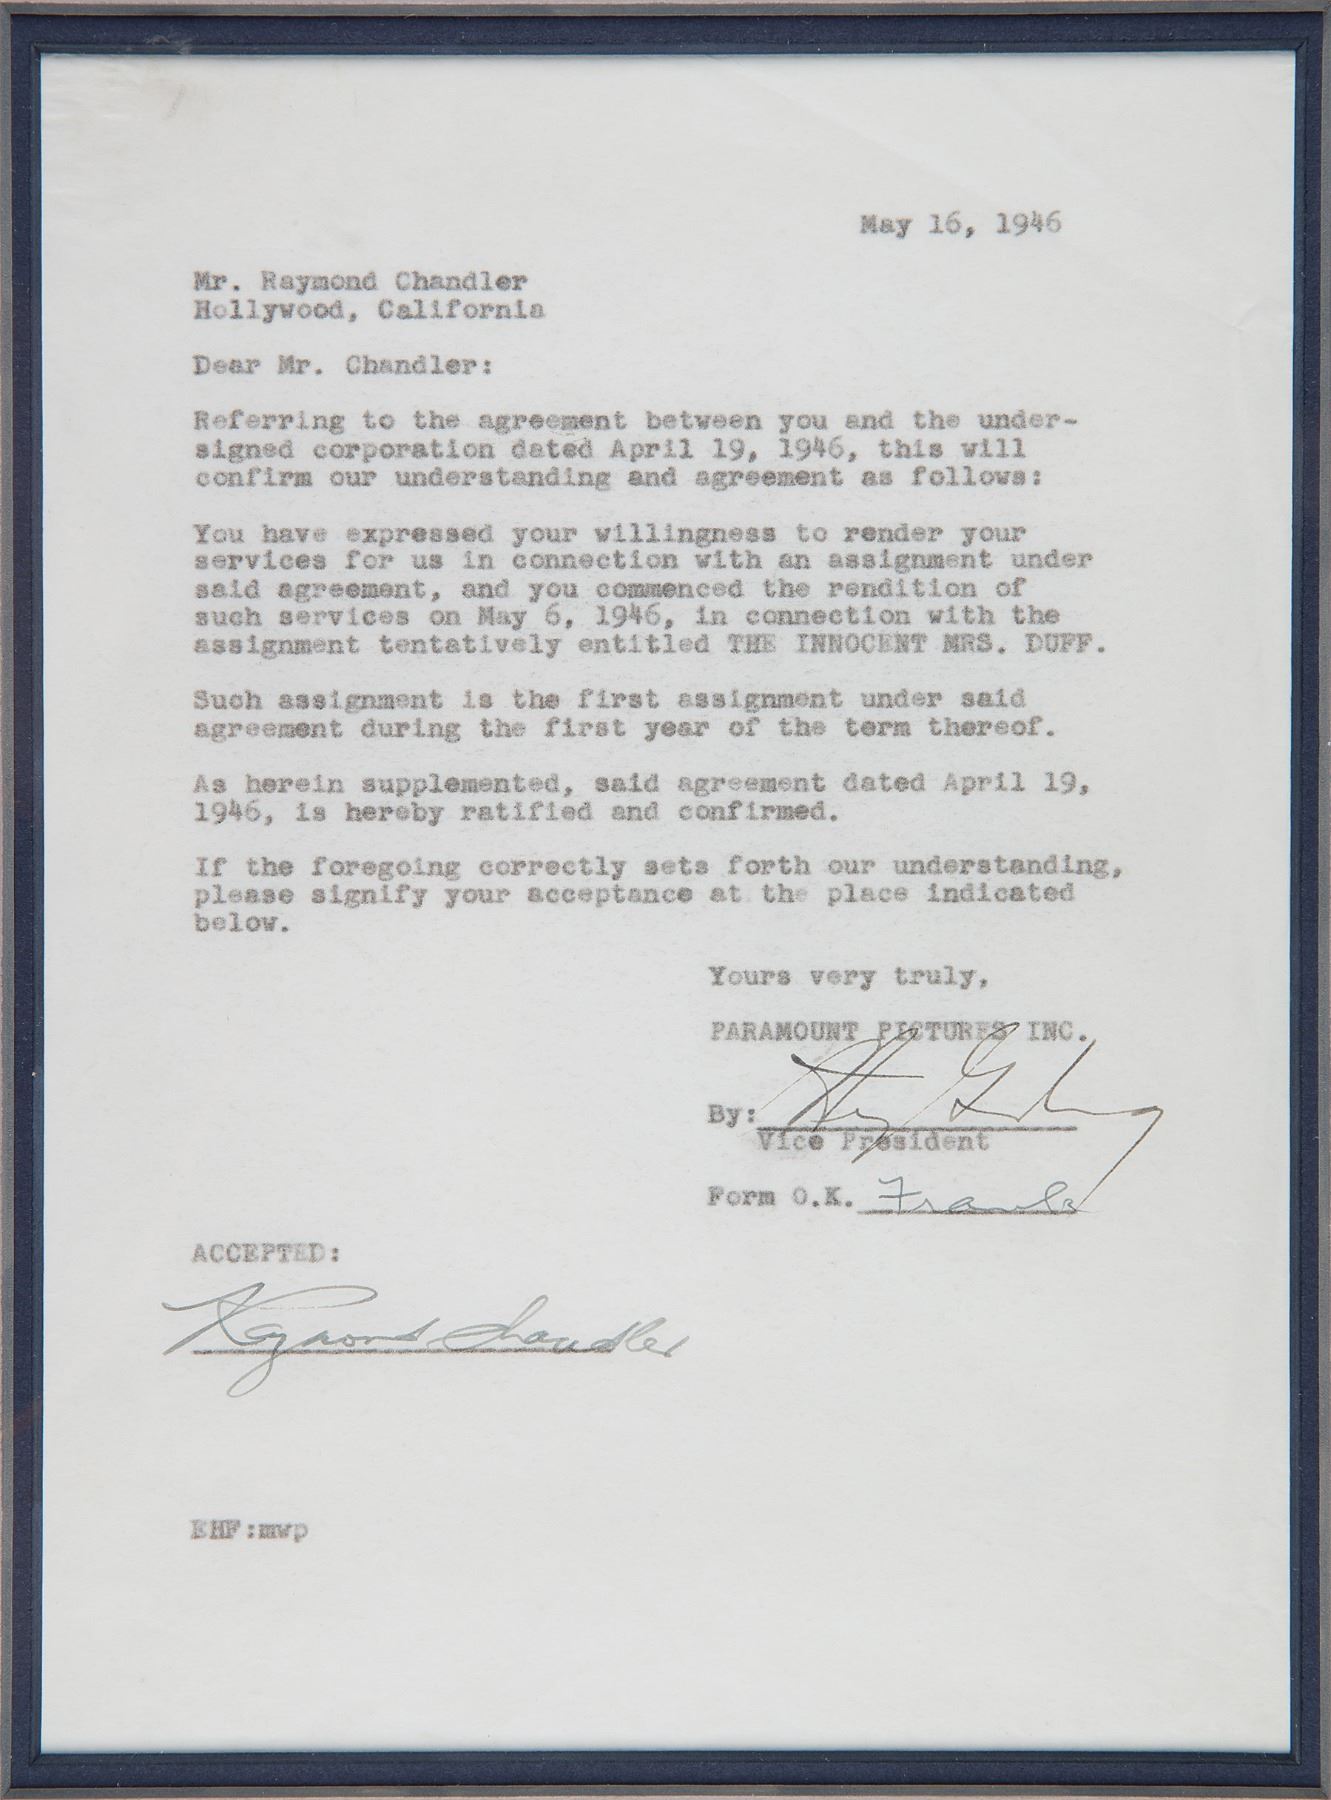 May 16, 1946
Mr. Raymond Chandler
Hollywood, California
Dear Mr. Chandler:
Referring to the agreement between you and the under-
signed corporation dated April 19, 1946, this will
confirm our understanding and agreement as follows:
You have expressed your willingness to render your
services for us in connection with an assignment under
said agreement, and you commenced the rendition of
such services on May 6, 1946, in connection with the
assignment tentatively entitled THE INNOCENT MRS. DUFF.
Such assignment is the first assignment under said
agreement during the first year of the term thereof.
As herein supplemented, said agreement dated April 19,
1946, is hereby ratified and confirmed.
If the foregoing correctly sets forth our understanding,
please signify your acceptance at the place indicated
below.
Yours very truly,
PARAMOUNT PICTURES INC.
By:
Vice President
Form O.K. Frank
ACCEPTED:
Raymond Chandler
EHF:mwp